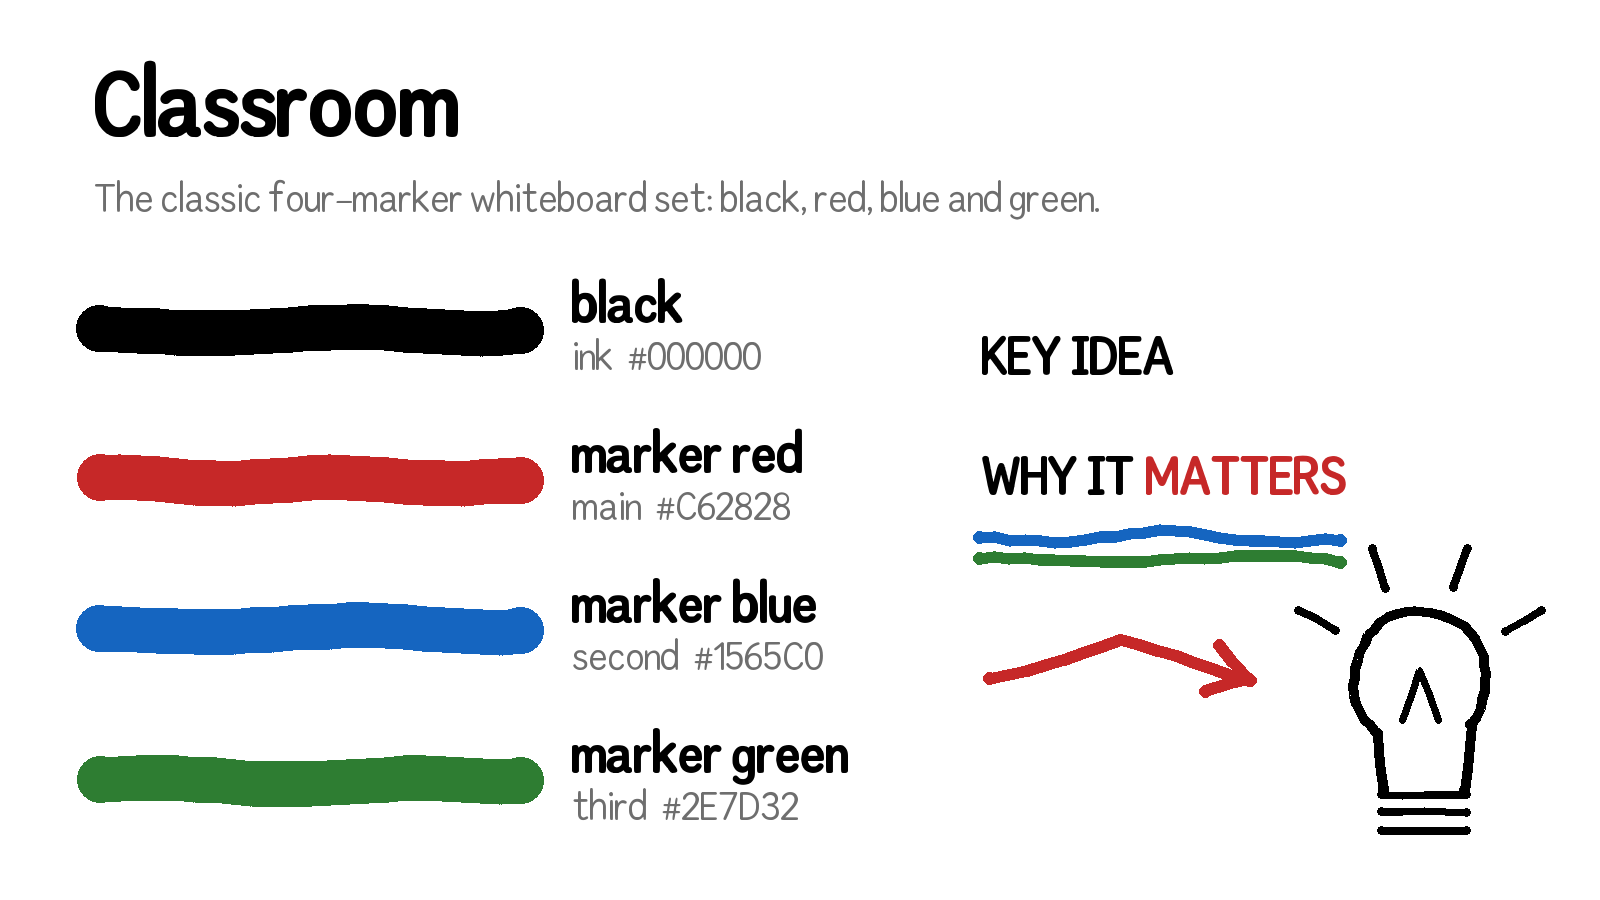 Classroom
The classic four-marker whiteboard set: black, red, blue and green.
black
ink #000000
marker red
main #C62828
marker blue
second #1565C0
marker green
third #2E7D32
KEY IDEA
WHY IT MATTERS